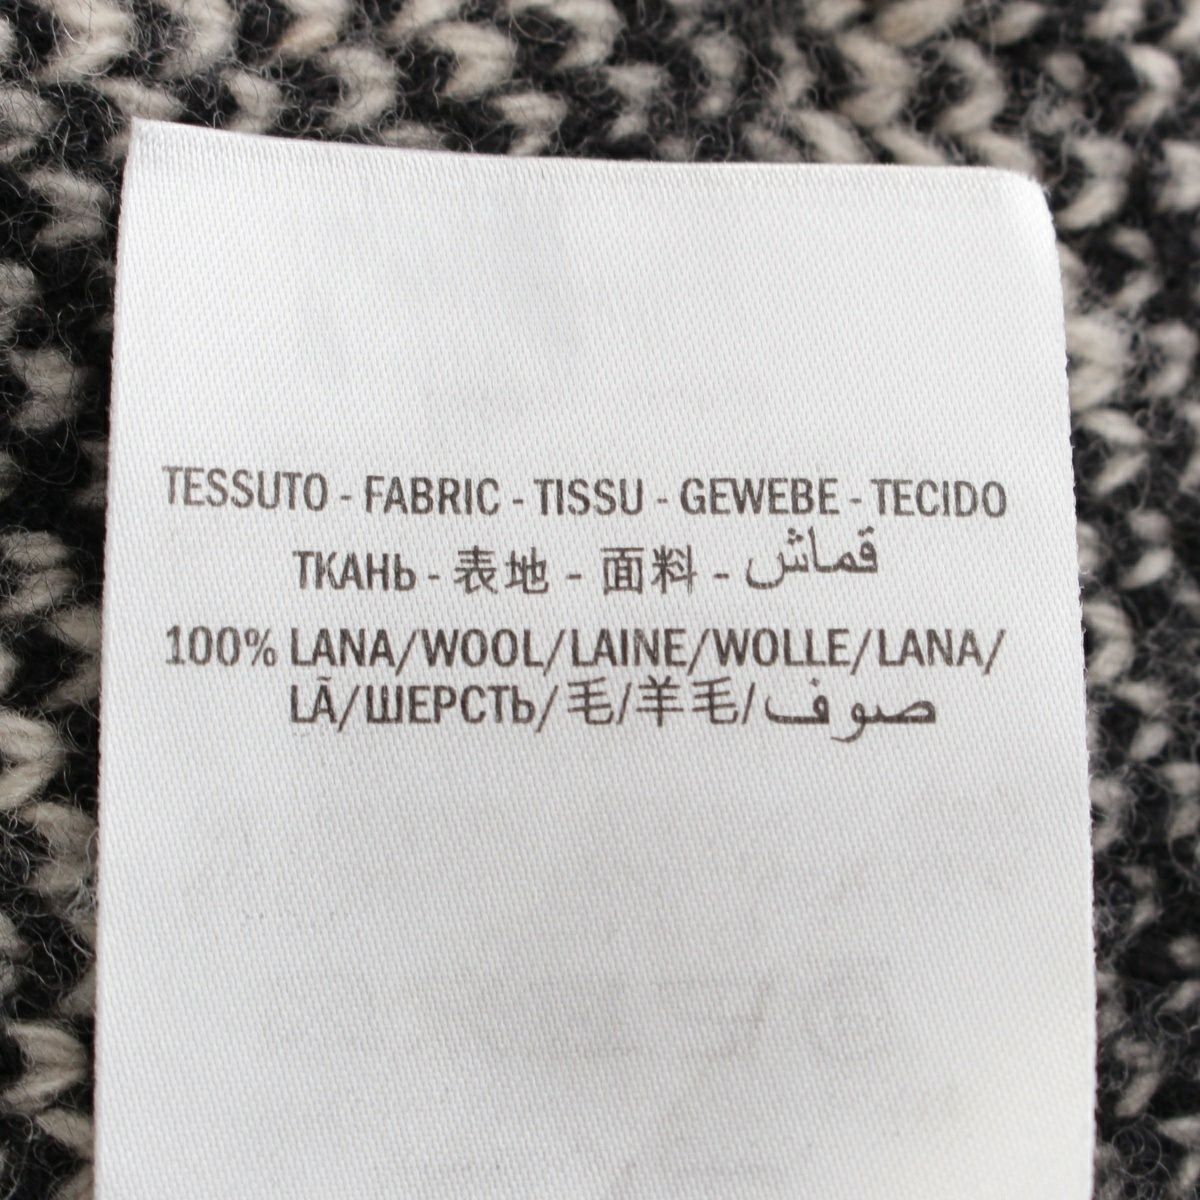 TESSUTO - FABRIC - TISSU - GEWEBE - TECIDO
ТКАНЬ - 表地 - 面料 - قماش
100% LANA/WOOL/LAINE/WOLLE/LANA/
LÃ/ШЕРСТЬ/毛/羊毛/صوف